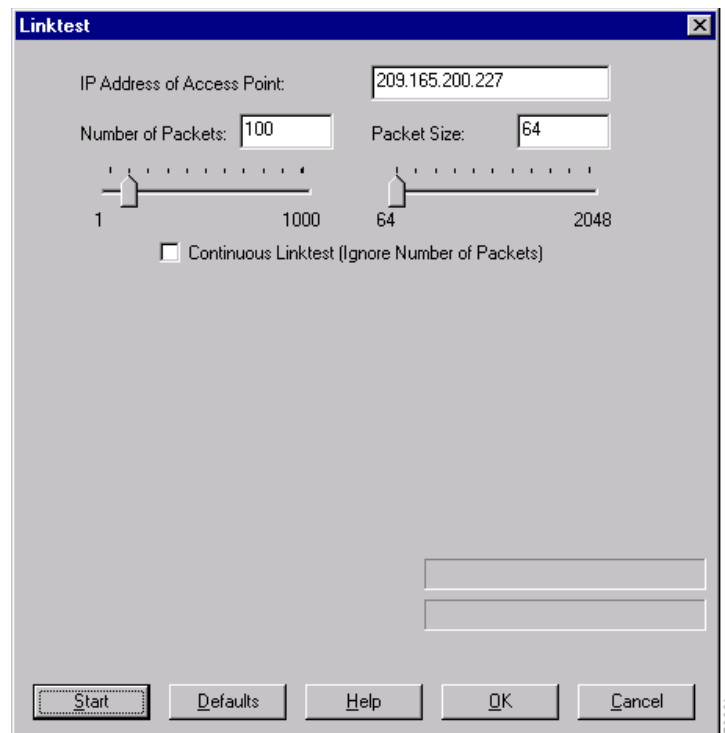 Linktest
IP Address of Access Point: 209.165.200.227
Number of Packets: 100 Packet Size: 64
1 1000 64 2048
Continuous Linktest (Ignore Number of Packets)
Start Defaults Help OK Cancel